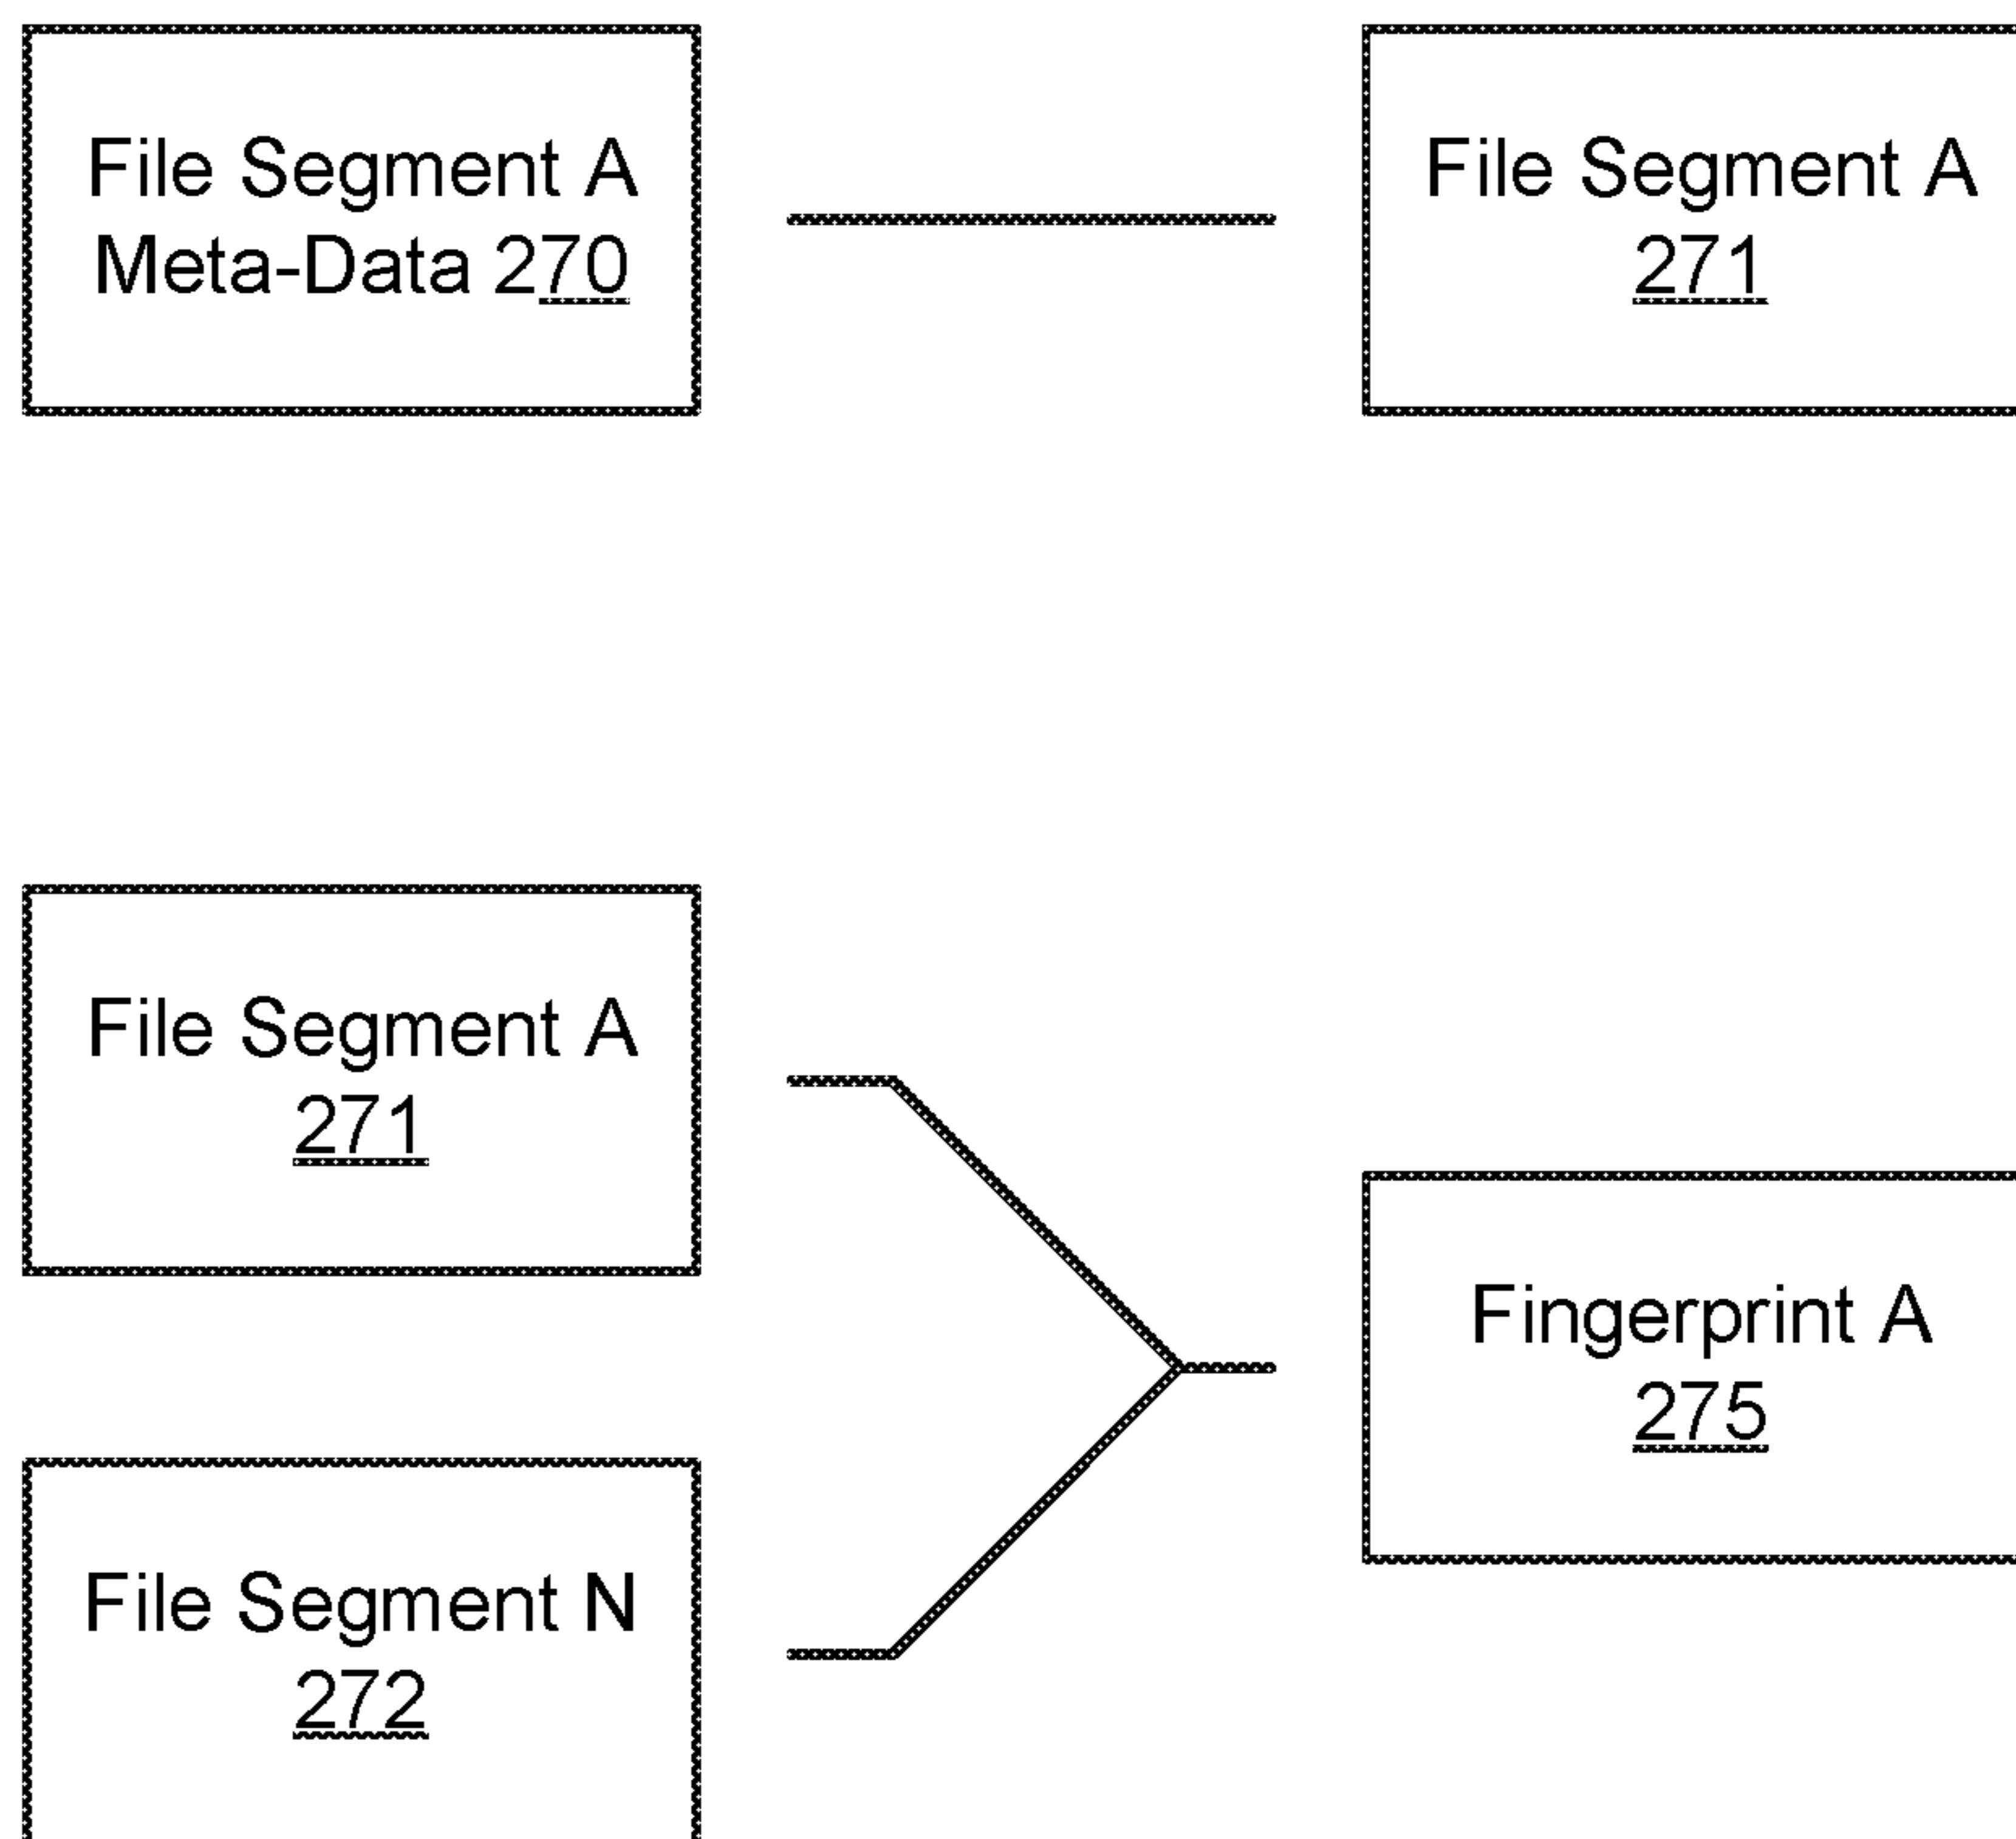 File Segment A
Meta-Data 270
File Segment A
271
File Segment A
271
Fingerprint A
275
File Segment N
272